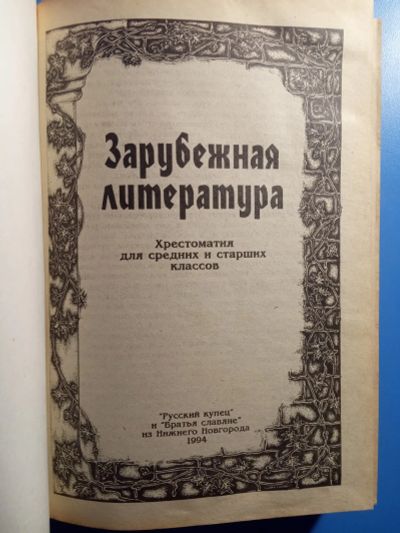 Зарубежная
литература
Хрестоматия
для средних и старших
классов
"Русский купец"
и "Братья славяне"
из Нижнего Новгорода
1994